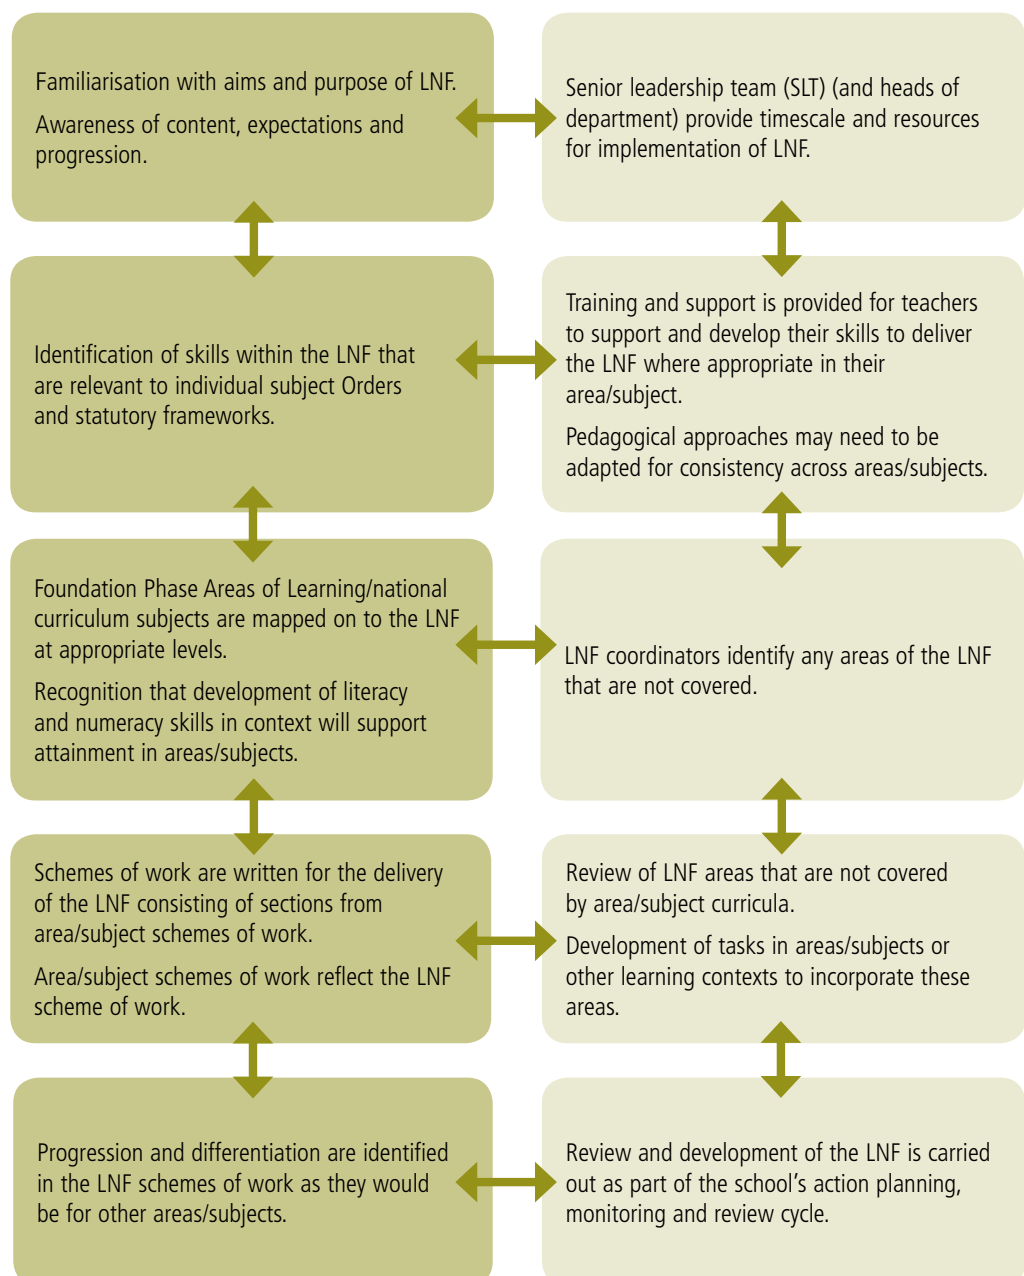 Familiarisation with aims and purpose of LNF.
Awareness of content, expectations and
progression.
Senior leadership team (SLT) (and heads of
department) provide timescale and resources
for implementation of LNF.
Identification of skills within the LNF that
are relevant to individual subject Orders
and statutory frameworks.
Training and support is provided for teachers
to support and develop their skills to deliver
the LNF where appropriate in their
area/subject.
Pedagogical approaches may need to be
adapted for consistency across areas/subjects.
Foundation Phase Areas of Learning/national
curriculum subjects are mapped on to the LNF
at appropriate levels.
Recognition that development of literacy
and numeracy skills in context will support
attainment in areas/subjects.
LNF coordinators identify any areas of the LNF
that are not covered.
Schemes of work are written for the delivery
of the LNF consisting of sections from
area/subject schemes of work.
Area/subject schemes of work reflect the LNF
scheme of work.
Review of LNF areas that are not covered
by area/subject curricula.
Development of tasks in areas/subjects or
other learning contexts to incorporate these
areas.
Progression and differentiation are identified
in the LNF schemes of work as they would
be for other areas/subjects.
Review and development of the LNF is carried
out as part of the school’s action planning,
monitoring and review cycle.